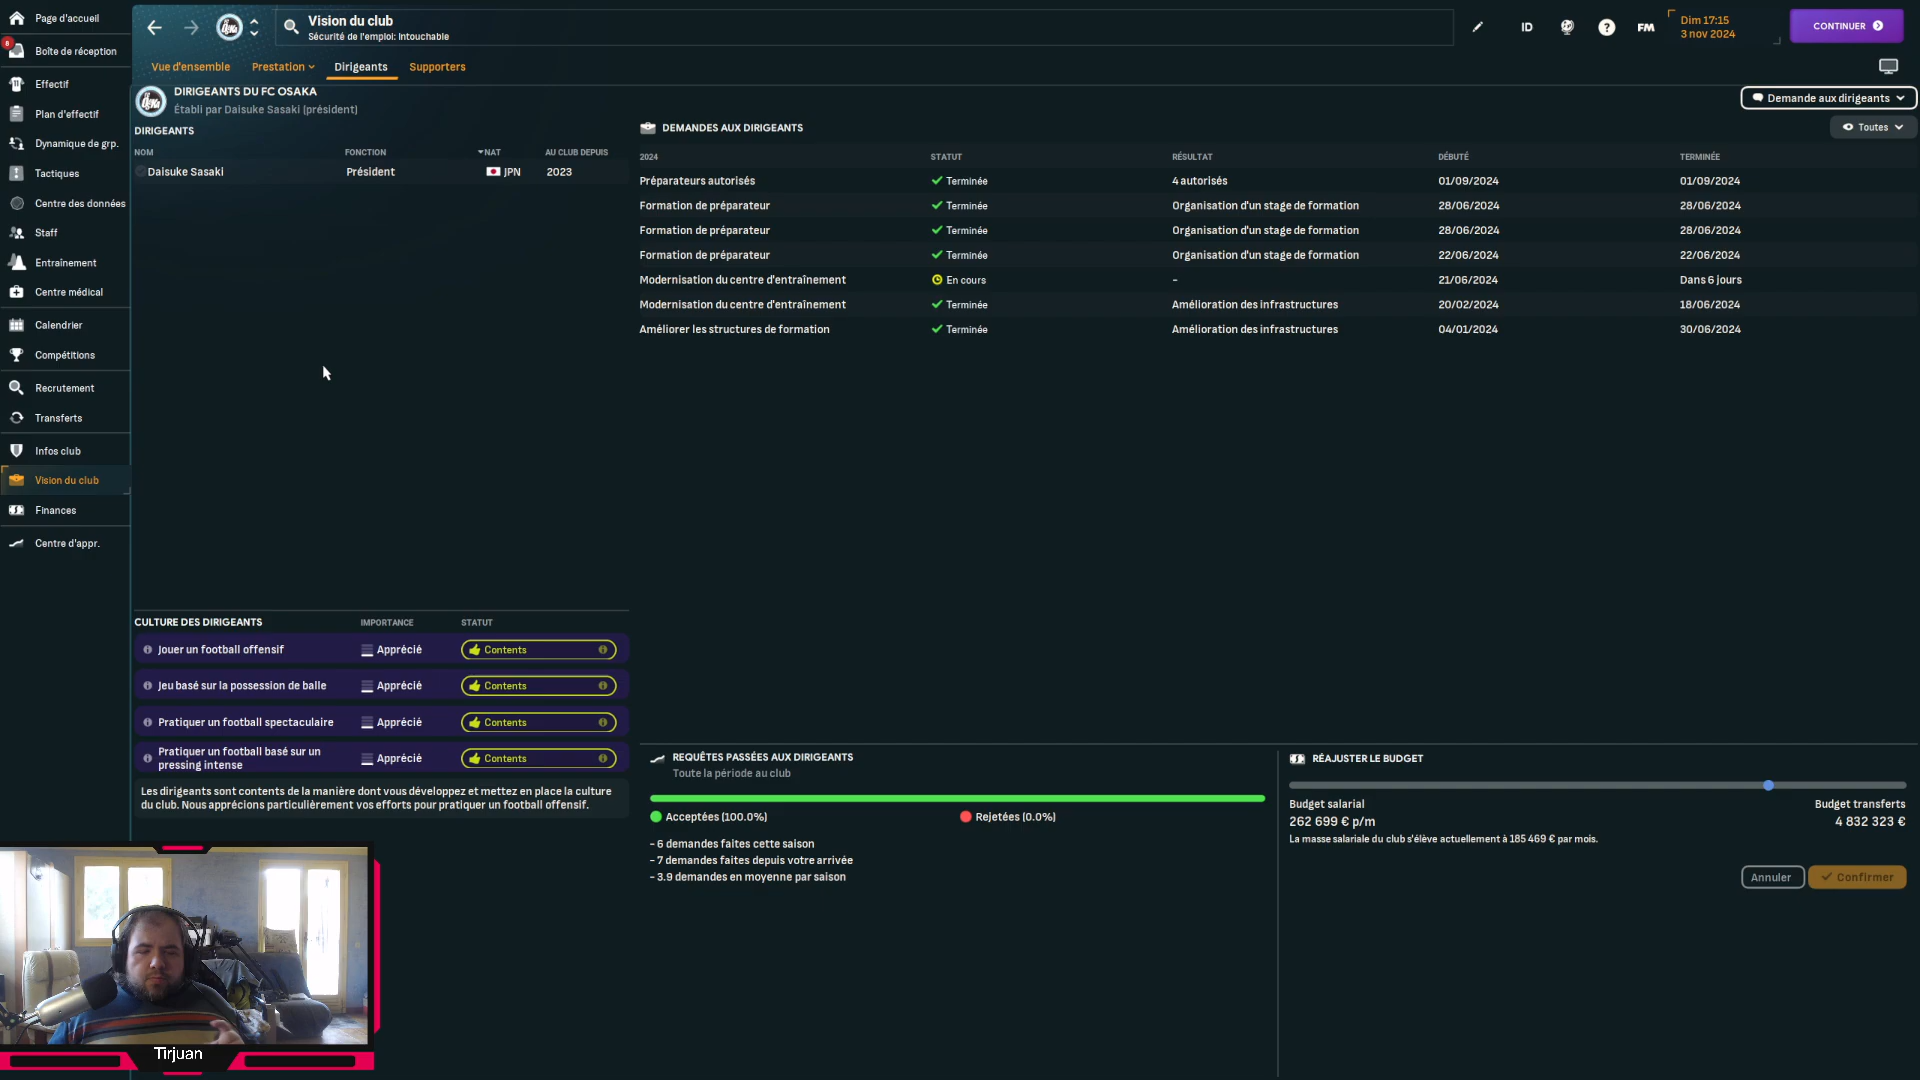 Page d'accueil
8
Boîte de réception
Effectif
Plan d'effectif
Dynamique de grp.
Tactiques
Centre des données
Staff
Entraînement
Centre médical
Calendrier
Compétitions
Recrutement
Transferts
Infos club
Vision du club
Finances
Centre d'appr.
Vision du club
Sécurité de l'emploi: Intouchable
ID
?
FM
Dim 17:15
3 nov 2024
CONTINUER
Vue d'ensemble Prestation Dirigeants Supporters
DIRIGEANTS DU FC OSAKA
Établi par Daisuke Sasaki (président)
Demande aux dirigeants
Toutes
DIRIGEANTS
NOM FONCTION NAT AU CLUB DEPUIS
Daisuke Sasaki Président JPN 2023
DEMANDES AUX DIRIGEANTS
2024 STATUT RÉSULTAT DÉBUTÉ TERMINÉE
Préparateurs autorisés Terminée 4 autorisés 01/09/2024 01/09/2024
Formation de préparateur Terminée Organisation d'un stage de formation 28/06/2024 28/06/2024
Formation de préparateur Terminée Organisation d'un stage de formation 28/06/2024 28/06/2024
Formation de préparateur Terminée Organisation d'un stage de formation 22/06/2024 22/06/2024
Modernisation du centre d'entraînement En cours - 21/06/2024 Dans 6 jours
Modernisation du centre d'entraînement Terminée Amélioration des infrastructures 20/02/2024 18/06/2024
Améliorer les structures de formation Terminée Amélioration des infrastructures 04/01/2024 30/06/2024
CULTURE DES DIRIGEANTS IMPORTANCE STATUT
Jouer un football offensif Apprécié Contents
Jeu basé sur la possession de balle Apprécié Contents
Pratiquer un football spectaculaire Apprécié Contents
Pratiquer un football basé sur un
pressing intense Apprécié Contents
Les dirigeants sont contents de la manière dont vous développez et mettez en place la culture
du club. Nous apprécions particulièrement vos efforts pour pratiquer un football offensif.
REQUÊTES PASSÉES AUX DIRIGEANTS
Toute la période au club
Acceptées (100.0%) Rejetées (0.0%)
- 6 demandes faites cette saison
- 7 demandes faites depuis votre arrivée
- 3.9 demandes en moyenne par saison
RÉAJUSTER LE BUDGET
Budget salarial Budget transferts
262 699 € p/m 4 832 323 €
La masse salariale du club s'élève actuellement à 185 469 € par mois.
Annuler Confirmer
Tirjuan